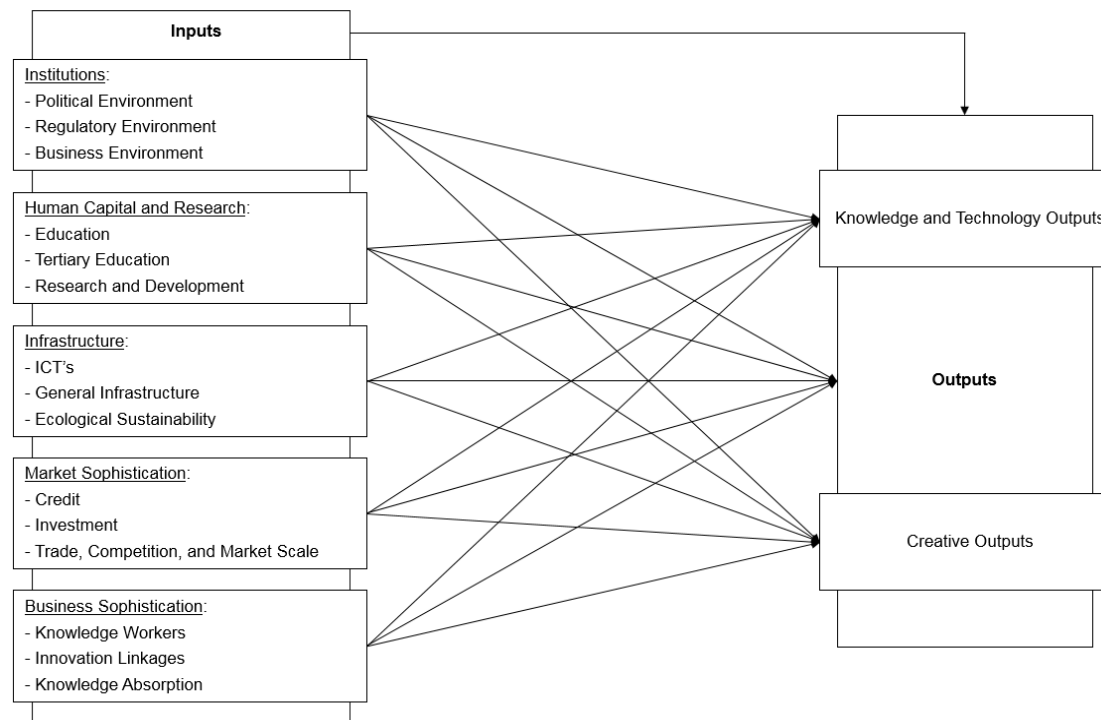 Inputs
Institutions:
- Political Environment
- Regulatory Environment
- Business Environment
Human Capital and Research:
- Education
- Tertiary Education
- Research and Development
Infrastructure:
- ICT's
- General Infrastructure
- Ecological Sustainability
Market Sophistication:
- Credit
- Investment
- Trade, Competition, and Market Scale
Business Sophistication:
- Knowledge Workers
- Innovation Linkages
- Knowledge Absorption
Knowledge and Technology Outputs
Outputs
Creative Outputs